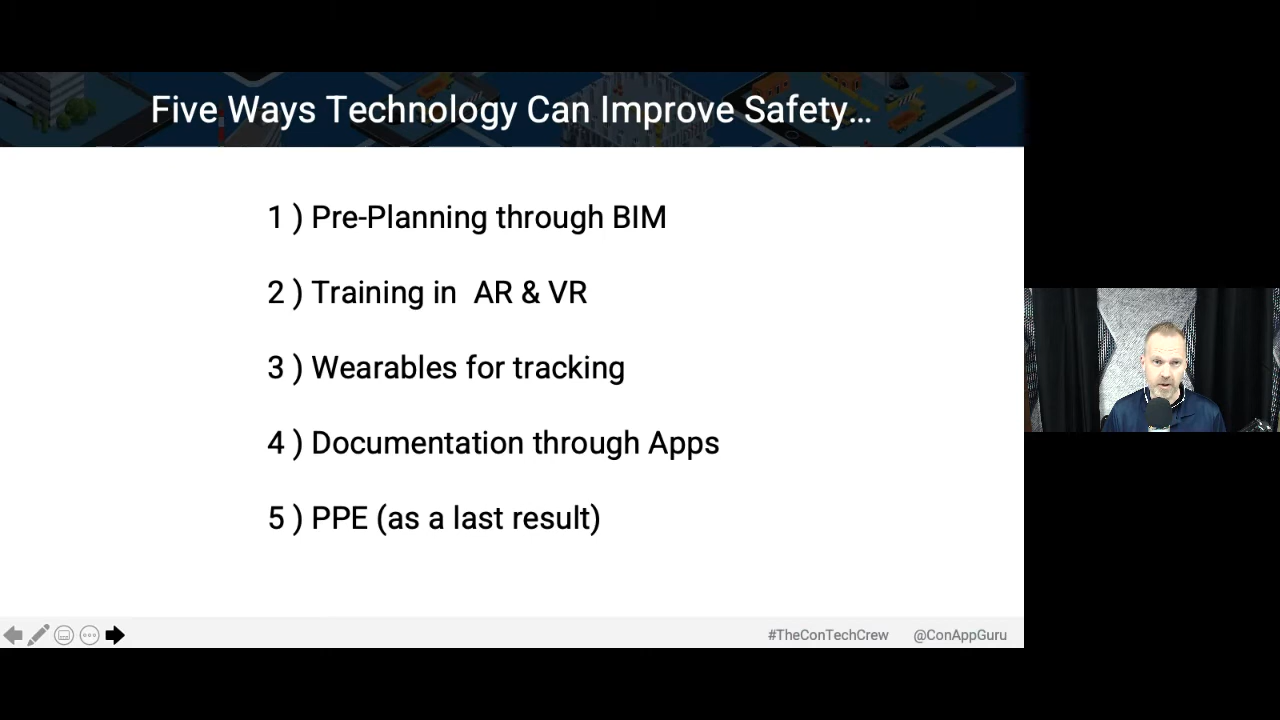 Five Ways Technology Can Improve Safety...
1 ) Pre-Planning through BIM
2 ) Training in  AR & VR
3 ) Wearables for tracking
4 ) Documentation through Apps
5 ) PPE (as a last result)
#TheConTechCrew @ConAppGuru